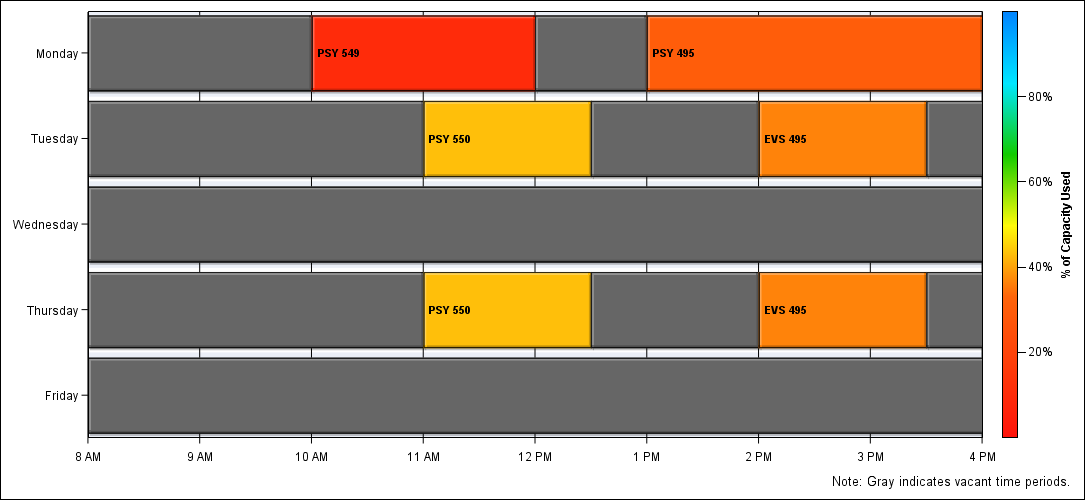 Monday
PSY 549
PSY 495
80%
Tuesday
PSY 550
EVS 495
60%
Wednesday
% of Capacity Used
40%
Thursday
PSY 550
EVS 495
20%
Friday
8 AM 9 AM 10 AM 11 AM 12 PM 1 PM 2 PM 3 PM 4 PM
Note: Gray indicates vacant time periods.